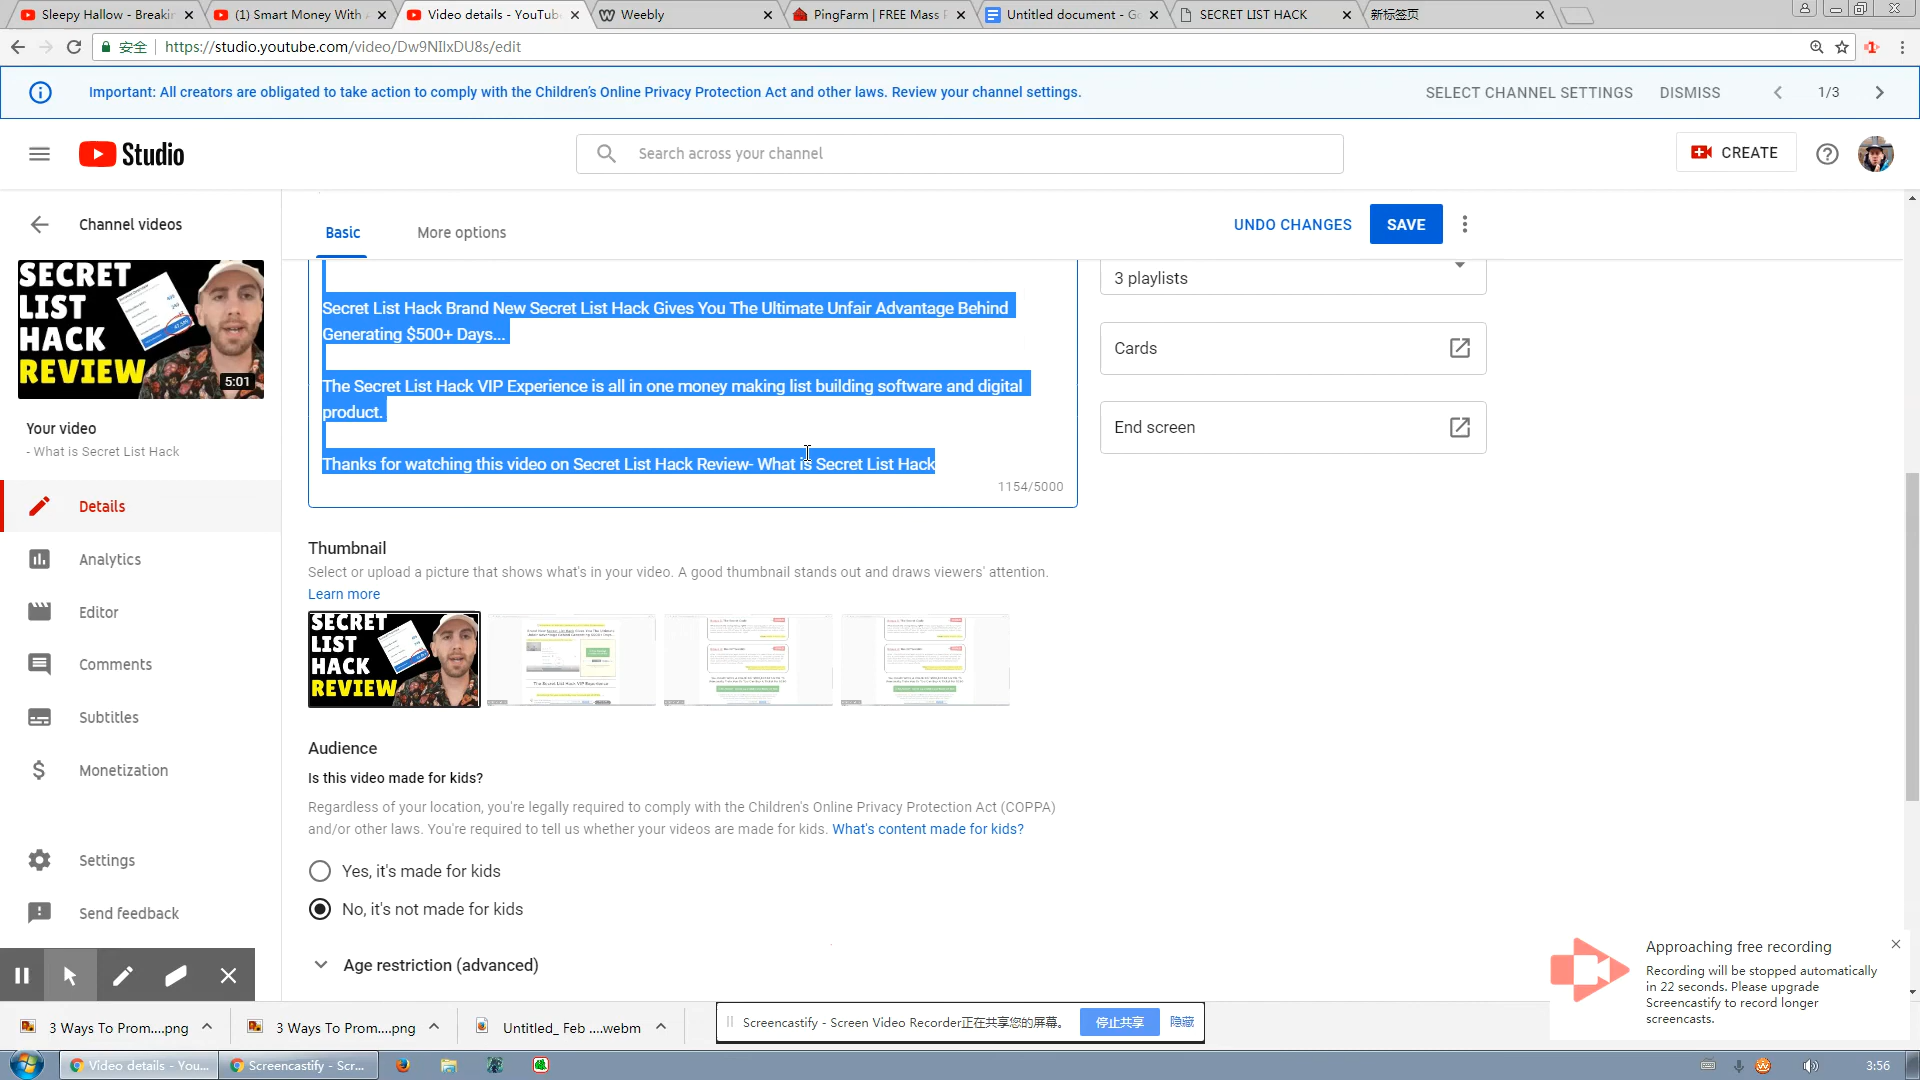 Sleepy Hallow - Breakin
(1) Smart Money With
Video details - YouTube
Weebly
PingFarm | FREE Mass
Untitled document - G
SECRET LIST HACK
新标签页
安全
https://studio.youtube.com/video/Dw9NIlxDU8s/edit
Important: All creators are obligated to take action to comply with the Children's Online Privacy Protection Act and other laws. Review your channel settings.
SELECT CHANNEL SETTINGS
DISMISS
1/3
Studio
Search across your channel
CREATE
Channel videos
Basic
More options
UNDO CHANGES
SAVE
SECRET
LIST
HACK
REVIEW
5:01
Your video
- What is Secret List Hack
Details
Analytics
Editor
Comments
Subtitles
Monetization
Settings
Send feedback
Secret List Hack Brand New Secret List Hack Gives You The Ultimate Unfair Advantage Behind
Generating $500+ Days...
The Secret List Hack VIP Experience is all in one money making list building software and digital
product.
Thanks for watching this video on Secret List Hack Review- What is Secret List Hack
1154/5000
3 playlists
Cards
End screen
Thumbnail
Select or upload a picture that shows what's in your video. A good thumbnail stands out and draws viewers' attention.
Learn more
SECRET
LIST
HACK
REVIEW
Audience
Is this video made for kids?
Regardless of your location, you're legally required to comply with the Children's Online Privacy Protection Act (COPPA)
and/or other laws. You're required to tell us whether your videos are made for kids. What's content made for kids?
Yes, it's made for kids
No, it's not made for kids
Age restriction (advanced)
Approaching free recording
Recording will be stopped automatically
in 22 seconds. Please upgrade
Screencastify to record longer
screencasts.
3 Ways To Prom....png
3 Ways To Prom....png
Untitled_ Feb ....webm
Screencastify - Screen Video Recorder正在共享您的屏幕。
停止共享
隐藏
Video details - You...
Screencastify - Scr...
3:56